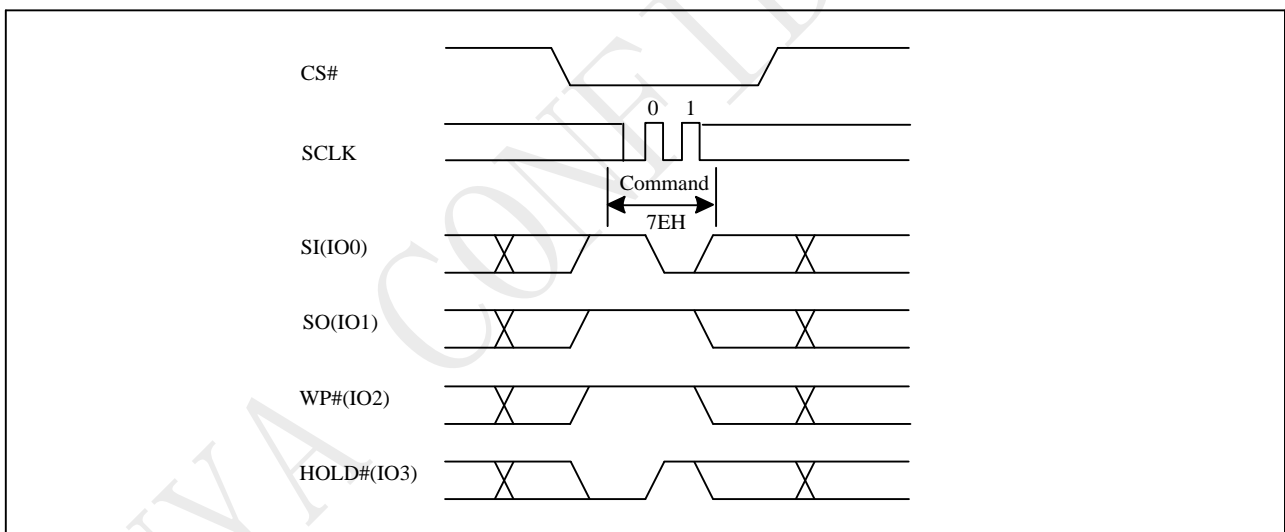 CS#
0 1
SCLK
Command
7EH
SI(IO0)
SO(IO1)
WP#(IO2)
HOLD#(IO3)